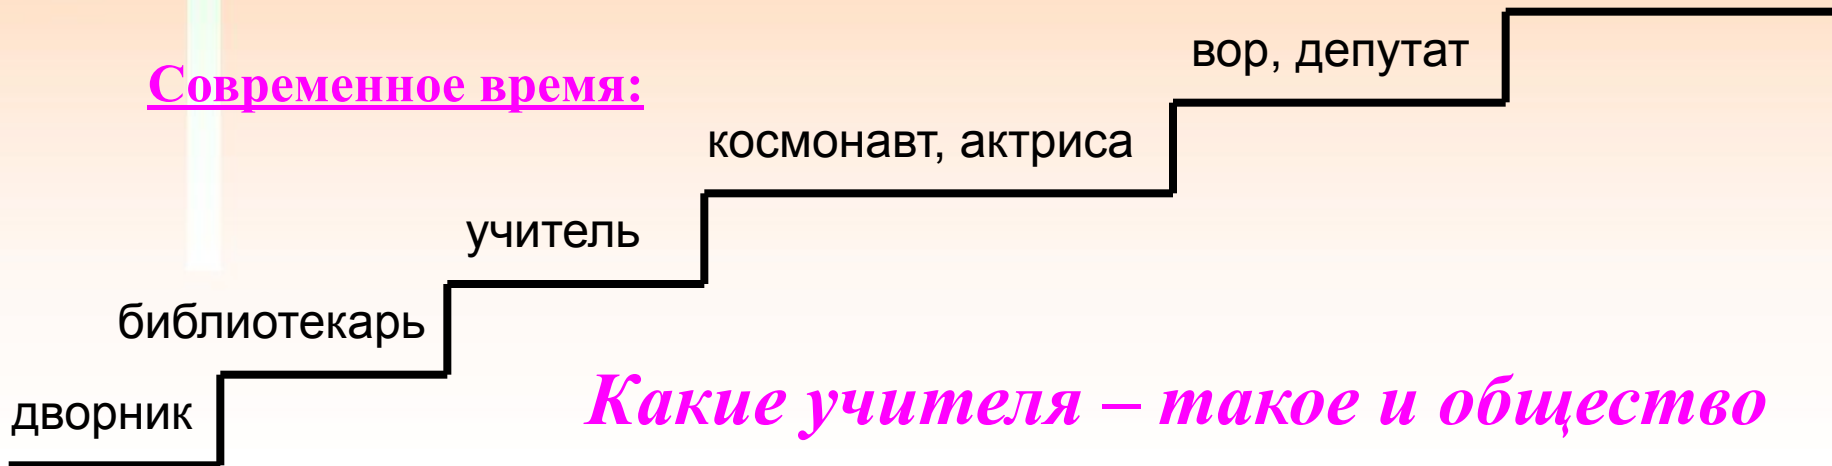 вор, депутат
Современное время:
космонавт, актриса
учитель
библиотекарь
дворник
Какие учителя – такое и общество